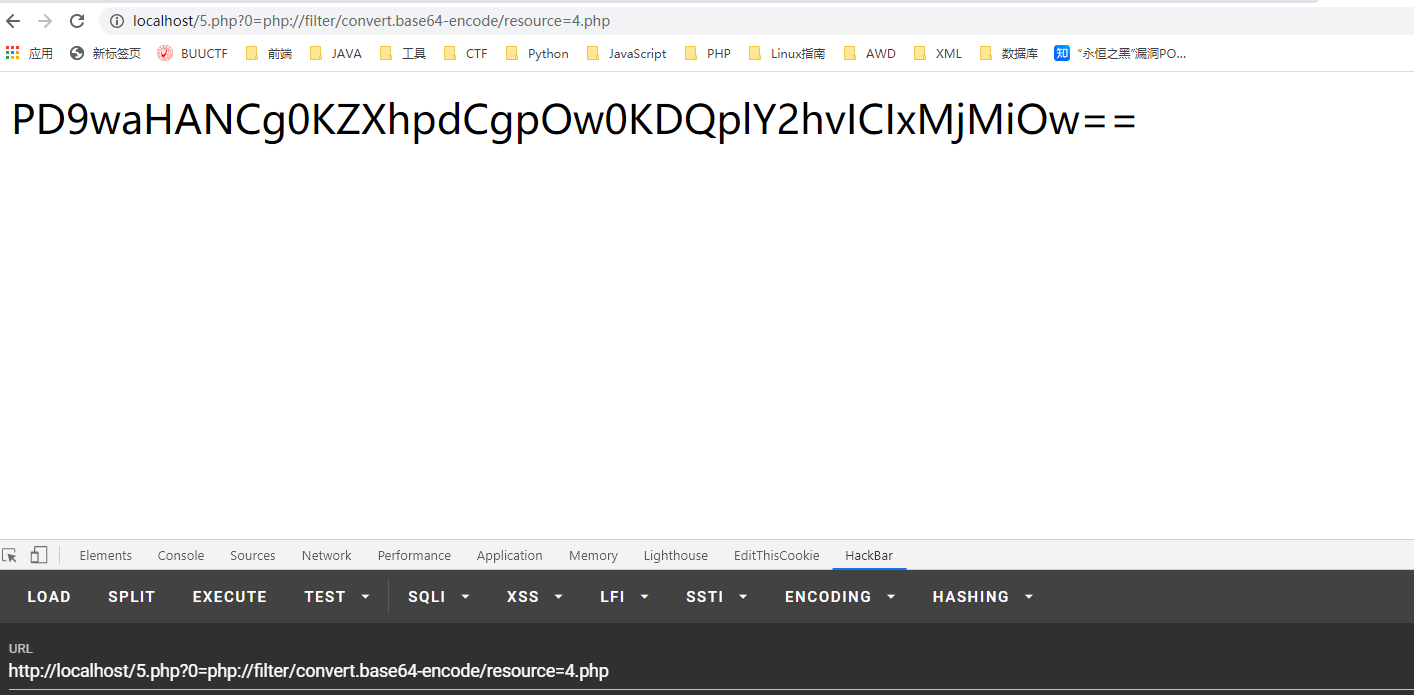 localhost/5.php?0=php://filter/convert.base64-encode/resource=4.php
应用 新标签页 BUUCTF 前端 JAVA 工具 CTF Python JavaScript PHP Linux指南 AWD XML 数据库 知 “永恒之黑”漏洞PO...
PD9waHANCg0KZXhpdCgpOw0KDQplY2hvICIxMjMiOw==
Elements Console Sources Network Performance Application Memory Lighthouse EditThisCookie HackBar
LOAD SPLIT EXECUTE TEST SQLI XSS LFI SSTI ENCODING HASHING
URL
http://localhost/5.php?0=php://filter/convert.base64-encode/resource=4.php